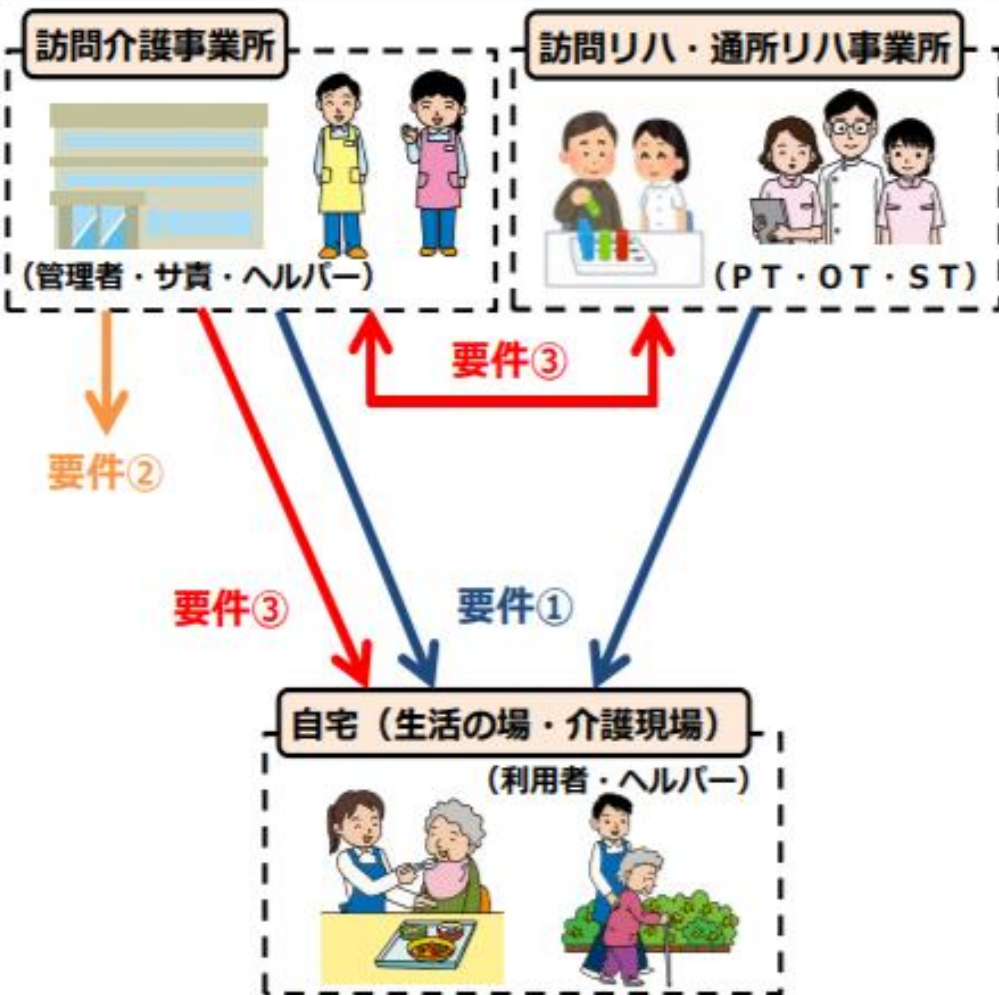 訪問介護事業所
訪問リハ・通所リハ事業所
（管理者・サ責・ヘルパー）
（ＰＴ・ＯＴ・ＳＴ）
要件③
要件②
要件③
要件①
自宅（生活の場・介護現場）
（利用者・ヘルパー）